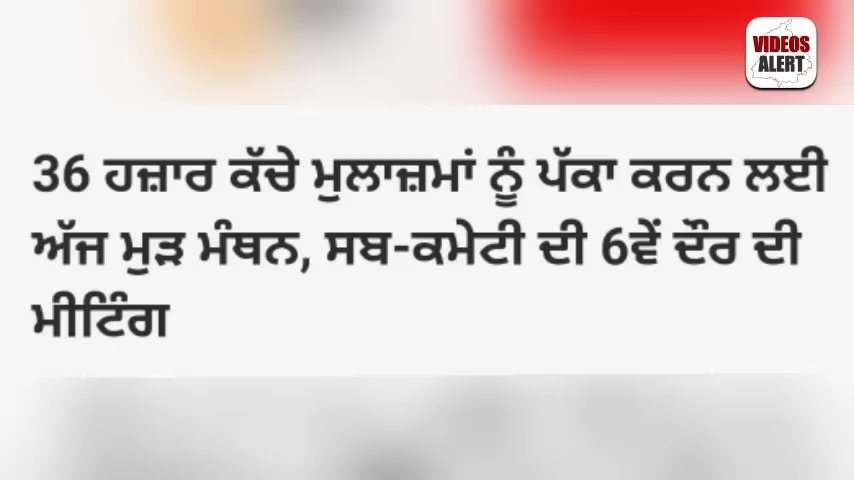 VIDEOS
ALERT
36 ਹਜ਼ਾਰ ਕੱਚੇ ਮੁਲਾਜ਼ਮਾਂ ਨੂੰ ਪੱਕਾ ਕਰਨ ਲਈ
ਅੱਜ ਮੁੜ ਮੰਥਨ, ਸਬ-ਕਮੇਟੀ ਦੀ 6ਵੇਂ ਦੌਰ ਦੀ
ਮੀਟਿੰਗ